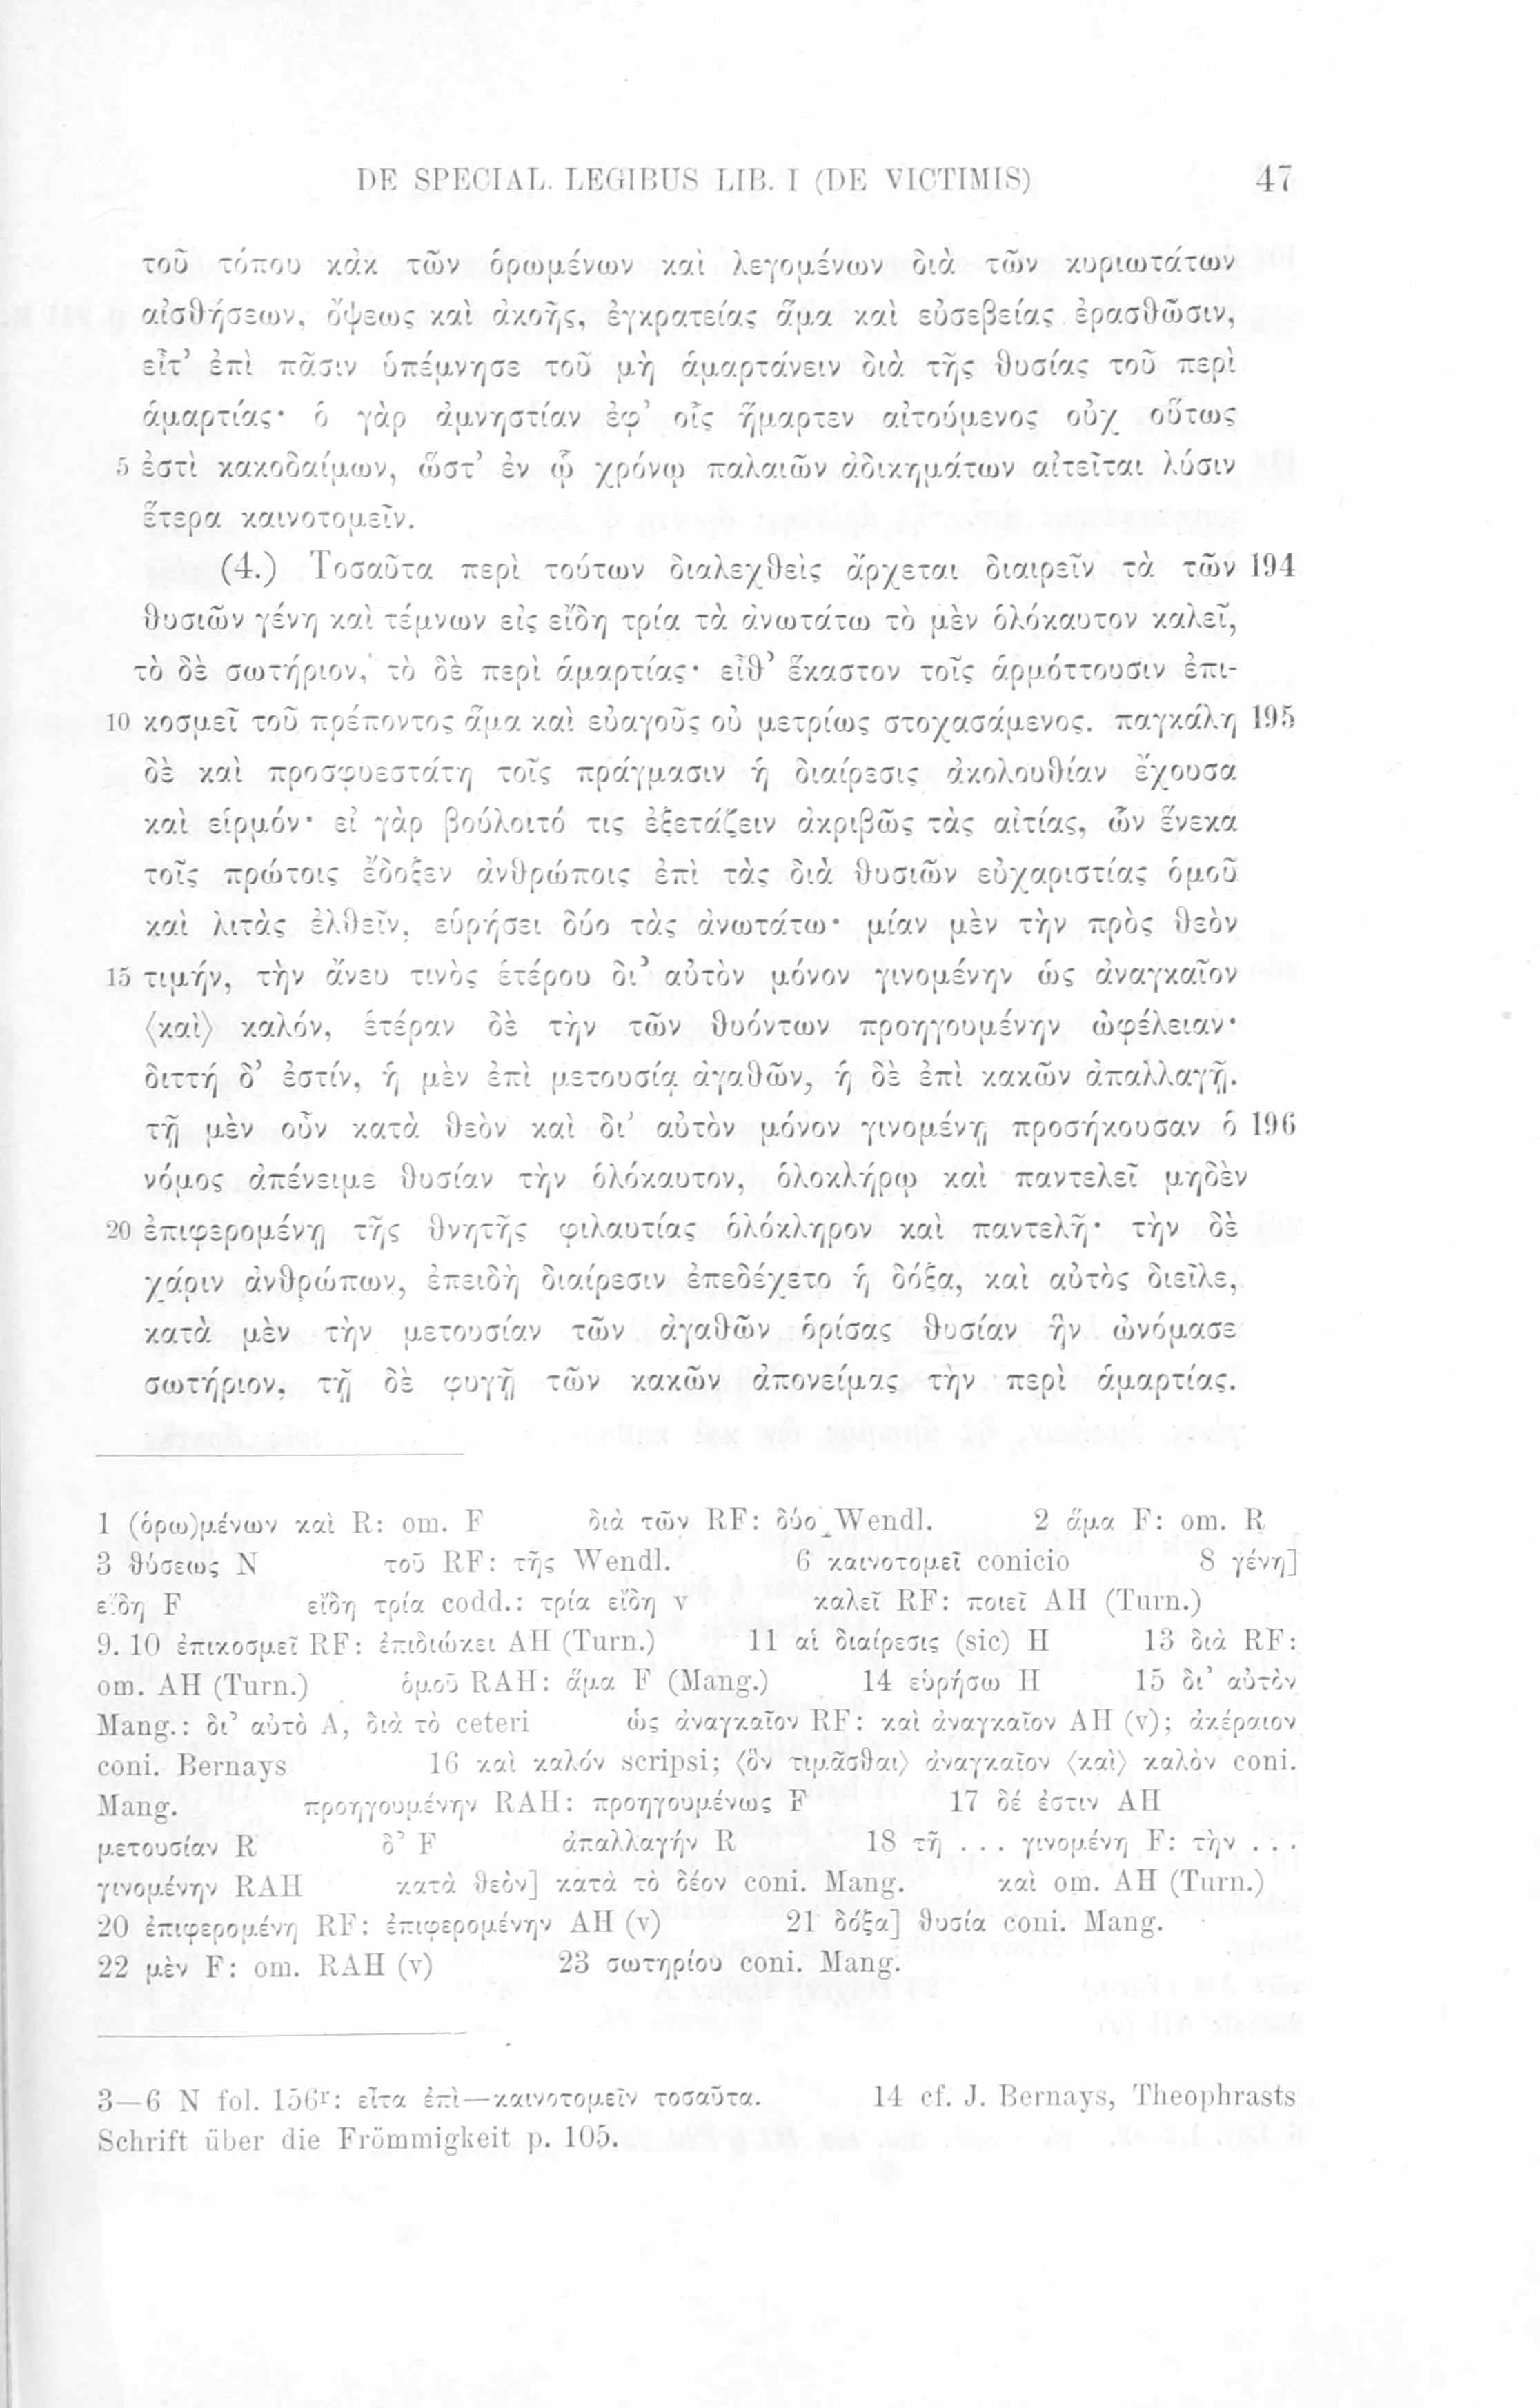 DE SPECIAL. LEGIBUS LIB. I (DE VICTIMIS) 47
τοῦ τόπου κἀκ τῶν ὁρωμένων καὶ λεγομένων διὰ τῶν κυριωτάτων
αἰσθήσεων, ὄψεως καὶ ἀκοῆς, ἐγκρατείας ἅμα καὶ εὐσεβείας ἐρασθῶσιν,
εἶτ’ ἐπὶ πᾶσιν ὑπέμνησε τοῦ μὴ ἁμαρτάνειν διὰ τῆς θυσίας τοῦ περὶ
ἁμαρτίας· ὁ γὰρ ἀμνηστίαν ἐφ’ οἷς ἥμαρτεν αἰτούμενος οὐχ οὕτως
5 ἐστὶ κακοδαίμων, ὥστ’ ἐν ᾧ χρόνῳ παλαιῶν ἀδικημάτων αἰτεῖται λύσιν
ἕτερα καινοτομεῖν.
(4.) Τοσαῦτα περὶ τούτων διαλεχθεὶς ἄρχεται διαιρεῖν τὰ τῶν 194
θυσιῶν γένη καὶ τέμνων εἰς εἴδη τρία τὰ ἀνωτάτω τὸ μὲν ὁλόκαυτον καλεῖ,
τὸ δὲ σωτήριον, τὸ δὲ περὶ ἁμαρτίας· εἶθ’ ἕκαστον τοῖς ἁρμόττουσιν ἐπι-
10 κοσμεῖ τοῦ πρέποντος ἅμα καὶ εὐαγοῦς οὐ μετρίως στοχασάμενος. παγκάλη 195
δὲ καὶ προσφυεστάτη τοῖς πράγμασιν ἡ διαίρεσις ἀκολουθίαν ἔχουσα
καὶ εἱρμόν· εἰ γὰρ βούλοιτό τις ἐξετάζειν ἀκριβῶς τὰς αἰτίας, ὧν ἕνεκα
τοῖς πρώτοις ἔδοξεν ἀνθρώποις ἐπὶ τὰς διὰ θυσιῶν εὐχαριστίας ὁμοῦ
καὶ λιτὰς ἐλθεῖν, εὑρήσει δύο τὰς ἀνωτάτω· μίαν μὲν τὴν πρὸς θεὸν
15 τιμήν, τὴν ἄνευ τινὸς ἑτέρου δι’ αὐτὸν μόνον γινομένην ὡς ἀναγκαῖον
⟨καὶ⟩ καλόν, ἑτέραν δὲ τὴν τῶν θυόντων προηγουμένην ὠφέλειαν·
διττὴ δ’ ἐστίν, ἡ μὲν ἐπὶ μετουσίᾳ ἀγαθῶν, ἡ δὲ ἐπὶ κακῶν ἀπαλλαγῇ.
τῇ μὲν οὖν κατὰ θεὸν καὶ δι’ αὐτὸν μόνον γινομένῃ προσήκουσαν ὁ 196
νόμος ἀπένειμε θυσίαν τὴν ὁλόκαυτον, ὁλοκλήρῳ καὶ παντελεῖ μηδὲν
20 ἐπιφερομένῃ τῆς θνητῆς φιλαυτίας ὁλόκληρον καὶ παντελῆ· τὴν δὲ
χάριν ἀνθρώπων, ἐπειδὴ διαίρεσιν ἐπεδέχετο ἡ δόξα, καὶ αὐτὸς διεῖλε,
κατὰ μὲν τὴν μετουσίαν τῶν ἀγαθῶν ὁρίσας θυσίαν ἣν ὠνόμασε
σωτήριον, τῇ δὲ φυγῇ τῶν κακῶν ἀπονείμας τὴν περὶ ἁμαρτίας.
1 (ὁρω)μένων καὶ R: om. F διὰ τῶν RF: δύο Wendl. 2 ἅμα F: om. R
3 θύσεως N τοῦ RF: τῆς Wendl. 6 καινοτομεῖ conicio 8 γένη]
εἴδη F εἴδη τρία codd.: τρία εἴδη v καλεῖ RF: ποιεῖ AH (Turn.)
9. 10 ἐπικοσμεῖ RF: ἐπιδιώκει AH (Turn.) 11 αἱ διαίρεσις (sic) H 13 διὰ RF:
om. AH (Turn.) ὁμοῦ RAH: ἅμα F (Mang.) 14 εὑρήσω H 15 δι’ αὐτὸν
Mang.: δι’ αὐτὸ A, διὰ τὸ ceteri ὡς ἀναγκαῖον RF: καὶ ἀναγκαῖον AH (v); ἀκέραιον
coni. Bernays 16 καὶ καλόν scripsi; ⟨ὃν τιμᾶσθαι⟩ ἀναγκαῖον ⟨καὶ⟩ καλὸν coni.
Mang. προηγουμένην RAH: προηγουμένως F 17 δέ ἐστιν AH
μετουσίαν R δ’ F ἀπαλλαγήν R 18 τῇ . . . γινομένῃ F: τὴν . . .
γινομένην RAH κατὰ θεὸν] κατὰ τὸ δέον coni. Mang. καὶ om. AH (Turn.)
20 ἐπιφερομένῃ RF: ἐπιφερομένην AH (v) 21 δόξα] θυσία coni. Mang.
22 μὲν F: om. RAH (v) 23 σωτηρίου coni. Mang.
3—6 N fol. 156ʳ: εἶτα ἐπὶ—καινοτομεῖν τοσαῦτα. 14 cf. J. Bernays, Theophrasts
Schrift über die Frömmigkeit p. 105.